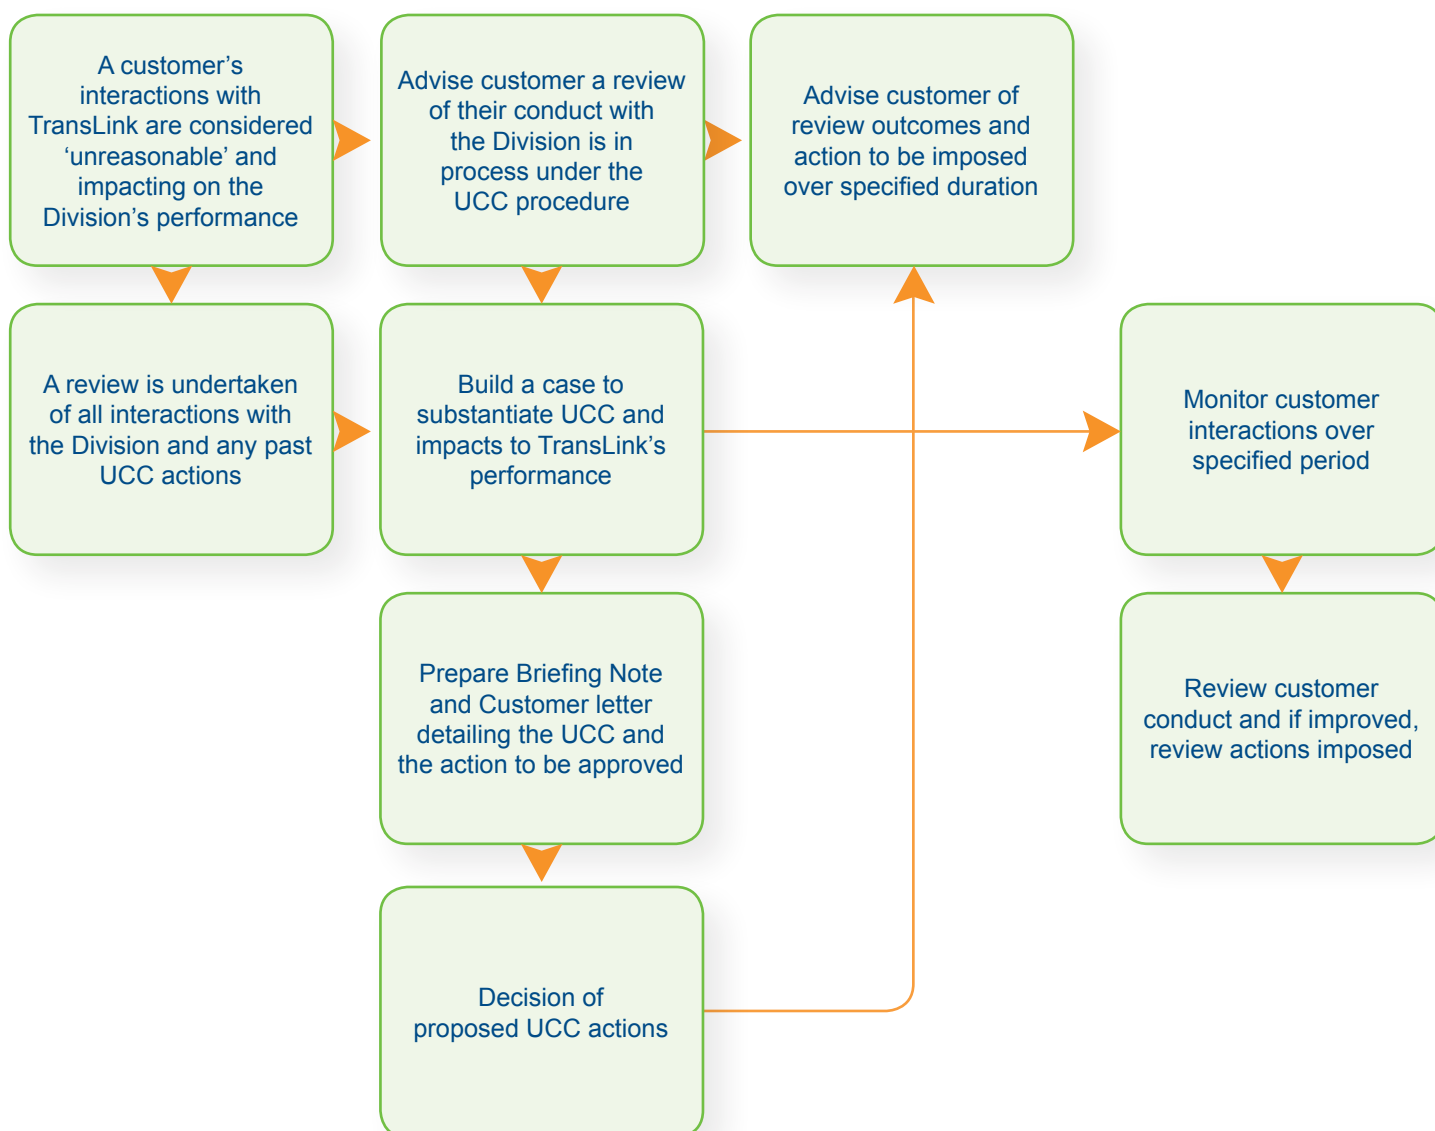 A customer’s
interactions with
TransLink are considered
‘unreasonable’ and
impacting on the
Division’s performance
Advise customer a review
of their conduct with
the Division is in
process under the
UCC procedure
Advise customer of
review outcomes and
action to be imposed
over specified duration
A review is undertaken
of all interactions with
the Division and any past
UCC actions
Build a case to
substantiate UCC and
impacts to TransLink’s
performance
Monitor customer
interactions over
specified period
Prepare Briefing Note
and Customer letter
detailing the UCC and
the action to be approved
Review customer
conduct and if improved,
review actions imposed
Decision of
proposed UCC actions